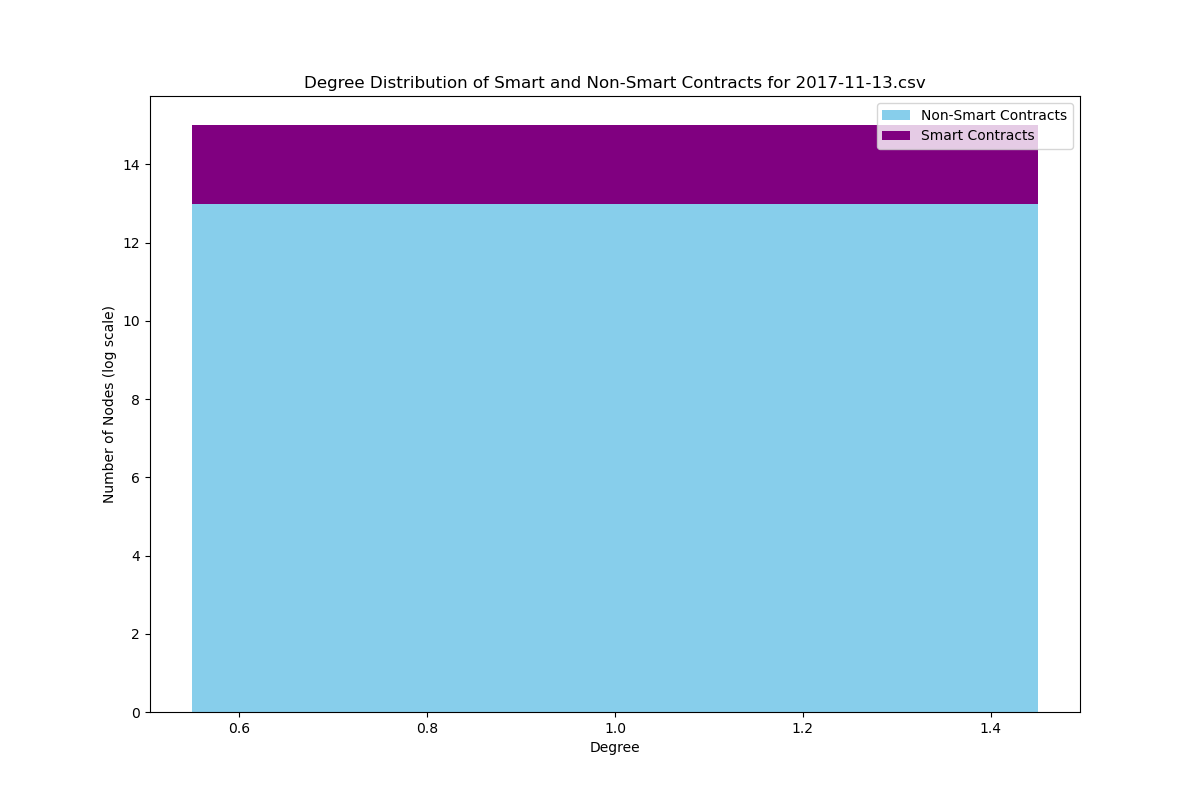 Degree Distribution of Smart and Non-Smart Contracts for 2017-11-13.csv
Non-Smart Contracts
Smart Contracts
14
12
10
8
6
4
2
0
Number of Nodes (log scale)
0.6 0.8 1.0 1.2 1.4
Degree